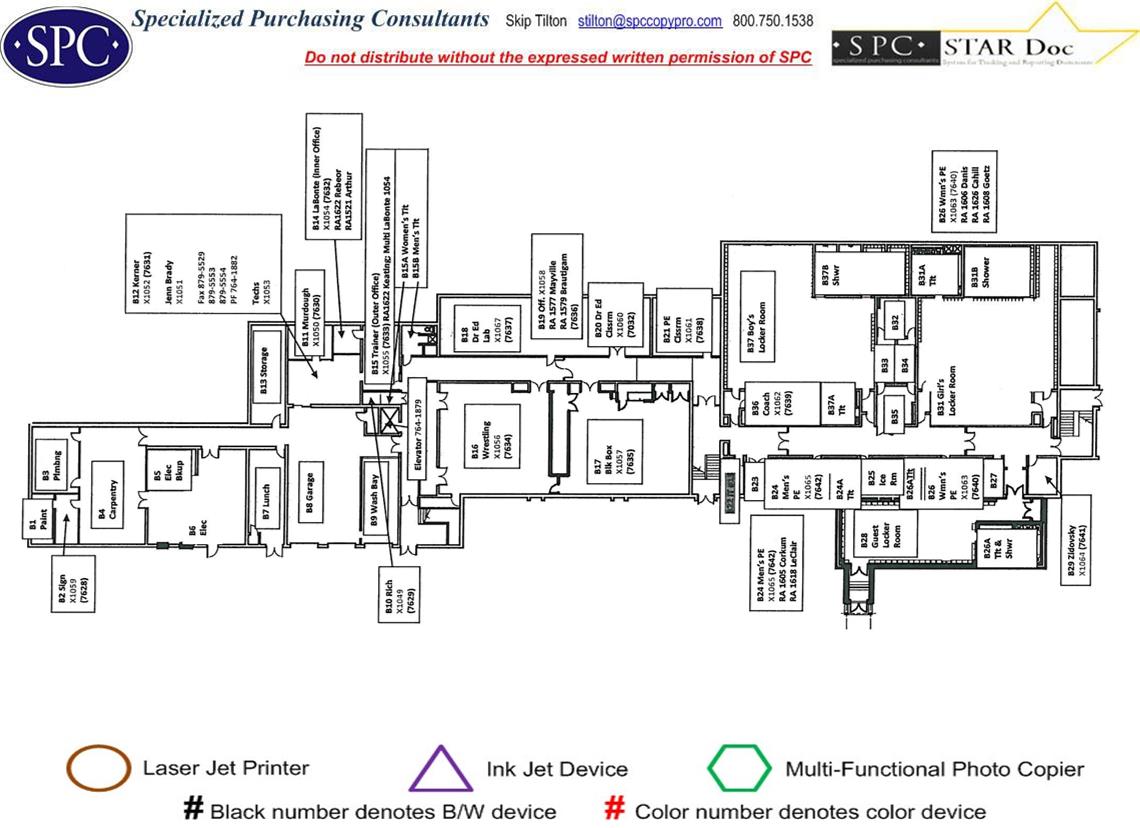 SPC
Specialized Purchasing Consultants Skip Tilton stilton@spccopypro.com 800.750.1538
Do not distribute without the expressed written permission of SPC
SPC STAR Doc
specialized purchasing consultants System for Tracking and Reporting Documents
B12 Kerner
X1052 (7631)
Jenn Brady
X1051
Fax 879-5529
879-5553
879-5554
PF 764-1882
Techs
X1053
B11 Murdough
X1050 (7630)
B14 LaBonte (Inner Office)
X1054 (7632)
RA1622 Rebeor
RA1521 Arthur
B15 Trainer (Outer Office)
X1055 (7633) RA1622 Keating; Multi LaBonte 1054
B15A Women's Tlt
B15B Men's Tlt
B26 Wmn's PE
X1063 (7640)
RA 1606 Danis
RA 1626 Cahill
RA 1608 Goetz
B13 Storage
B18
Dr Ed
Lab
X1067
(7637)
B19 Off. X1058
RA 1577 Mayville
RA 1579 Brautigam
(7636)
B20 Dr Ed
Clssrm
X1060
(7032)
B21 PE
Clssrm
X1061
(7638)
B37 Boy's
Locker Room
B37B
Shwr
B31A
Tlt
B31B
Shower
B32
B33
B34
B35
B36
Coach
X1062
(7639)
B37A
Tlt
B31 Girl's
Locker Room
Elevator 764-1879
B16
Wrestling
X1056
(7634)
B17
Blk Box
X1057
(7635)
B3
Plmbng
B1
Paint
B4
Carpentry
B5
Elec
Bkup
B6
Elec
B7 Lunch
B8 Garage
B9 Wash Bay
B23
B24
Men's
PE
X1065
(7642)
B24A
Tlt
B25
Ice
Rm
B26ATlt
B26
Wmn's
PE
X1063
(7640)
B27
B28
Guest
Locker
Room
B26A
Tlt &
Shwr
B2 Sign
X1059
(7628)
B10 Rich
X1049
(7629)
B24 Men's PE
X1065 (7642)
RA 1605 Corkum
RA 1618 LeClair
B29 Zidovsky
X1064 (7641)
Laser Jet Printer
Ink Jet Device
Multi-Functional Photo Copier
# Black number denotes B/W device
# Color number denotes color device